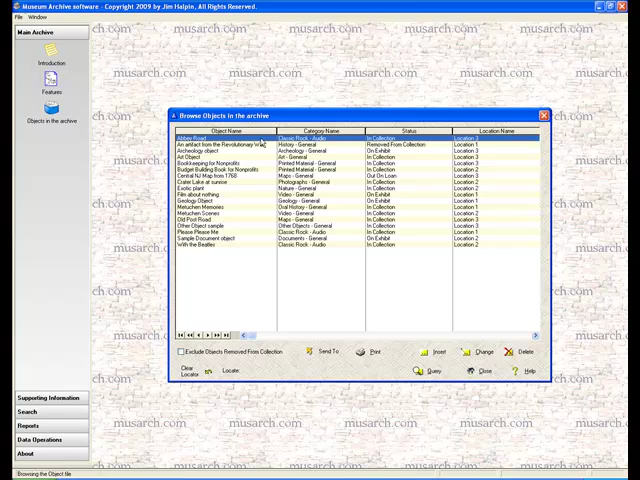 Museum Archive software - Copyright 2009 by Jim Halpin, All Rights Reserved.
File Window
Main Archive
Introduction
Features
Objects in the archive
Supporting Information
Search
Reports
Data Operations
About
Browsing the Object file
musarch.com
Browse Objects in the archive
Object Name Category Name Status Location Name
Abbey Road Classic Rock - Audio In Collection Location 3
An artifact from the Revolutionary History - General Removed From Collection Location 1
Archeology object Archeology - General On Exhibit Location 3
Art Object Art - General In Collection Location 3
Bookkeeping for Nonprofits Printed Material - General In Collection Location 2
Budget Building Book for Nonprofits Printed Material - General In Collection Location 2
Central NJ Map from 1768 Maps - General Out On Loan Location 3
Crater Lake at sunrise Photographs - General In Collection Location 2
Exotic plant Nature - General In Collection Location 2
Film about nothing Video - General On Exhibit Location 1
Geology Object Geology - General On Exhibit Location 1
Metuchen Memories Oral History - General In Collection Location 1
Metuchen Scenes Video - General In Collection Location 2
Old Post Road Maps - General In Collection Location 3
Other Object sample Other Objects - General In Collection Location 3
Please Please Me Classic Rock - Audio In Collection Location 1
Sample Document object Documents - General On Exhibit Location 2
With the Beatles Classic Rock - Audio In Collection Location 2
Exclude Objects Removed From Collection Send To Print Insert Change Delete
Clear Locator Locate: Query Close Help